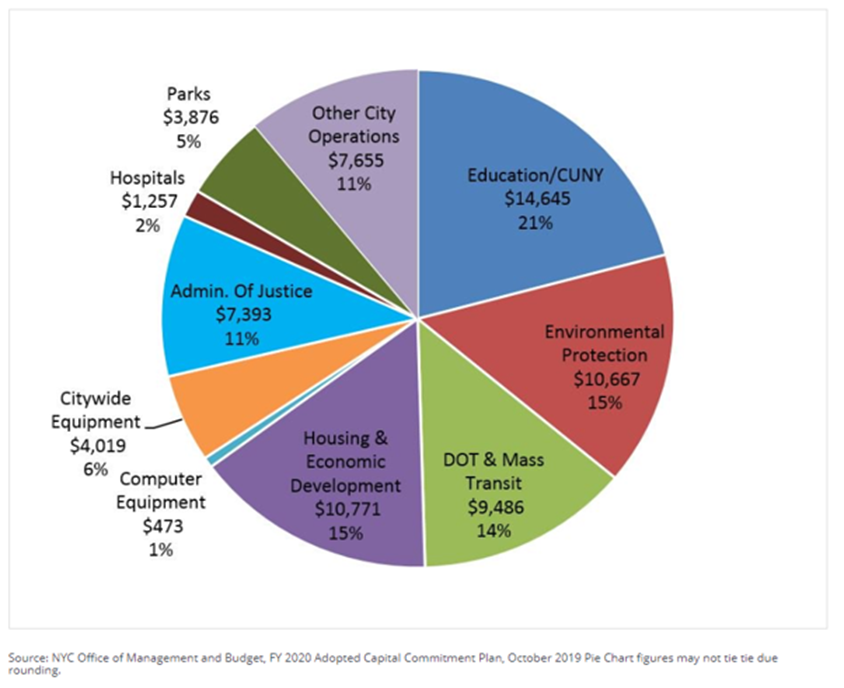 Parks
$3,876
5%
Other City
Operations
$7,655
11%
Education/CUNY
$14,645
21%
Hospitals
$1,257
2%
Admin. Of Justice
$7,393
11%
Environmental
Protection
$10,667
15%
Citywide
Equipment
$4,019
6%
Computer
Equipment
$473
1%
Housing &
Economic
Development
$10,771
15%
DOT & Mass
Transit
$9,486
14%
Source: NYC Office of Management and Budget, FY 2020 Adopted Capital Commitment Plan, October 2019 Pie Chart figures may not tie tie due
rounding.